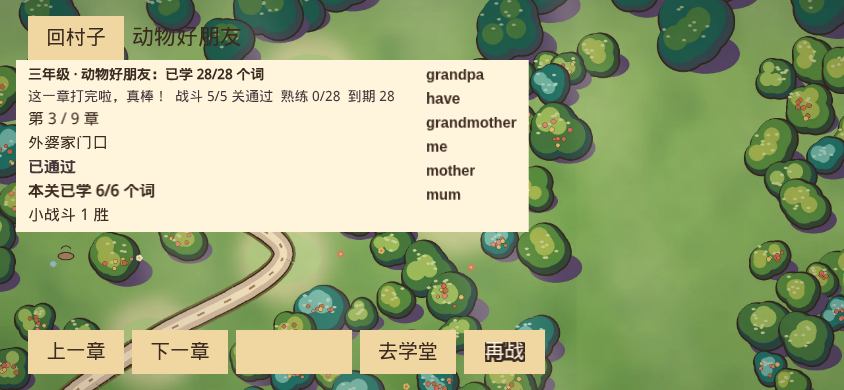 回村子
动物好朋友
三年级 · 动物好朋友：已学 28/28 个词
这一章打完啦，真棒！ 战斗 5/5 关通过 熟练 0/28 到期 28
第 3 / 9 章
外婆家门口
已通过
本关已学 6/6 个词
小战斗 1 胜
grandpa
have
grandmother
me
mother
mum
上一章
下一章
去学堂
再战